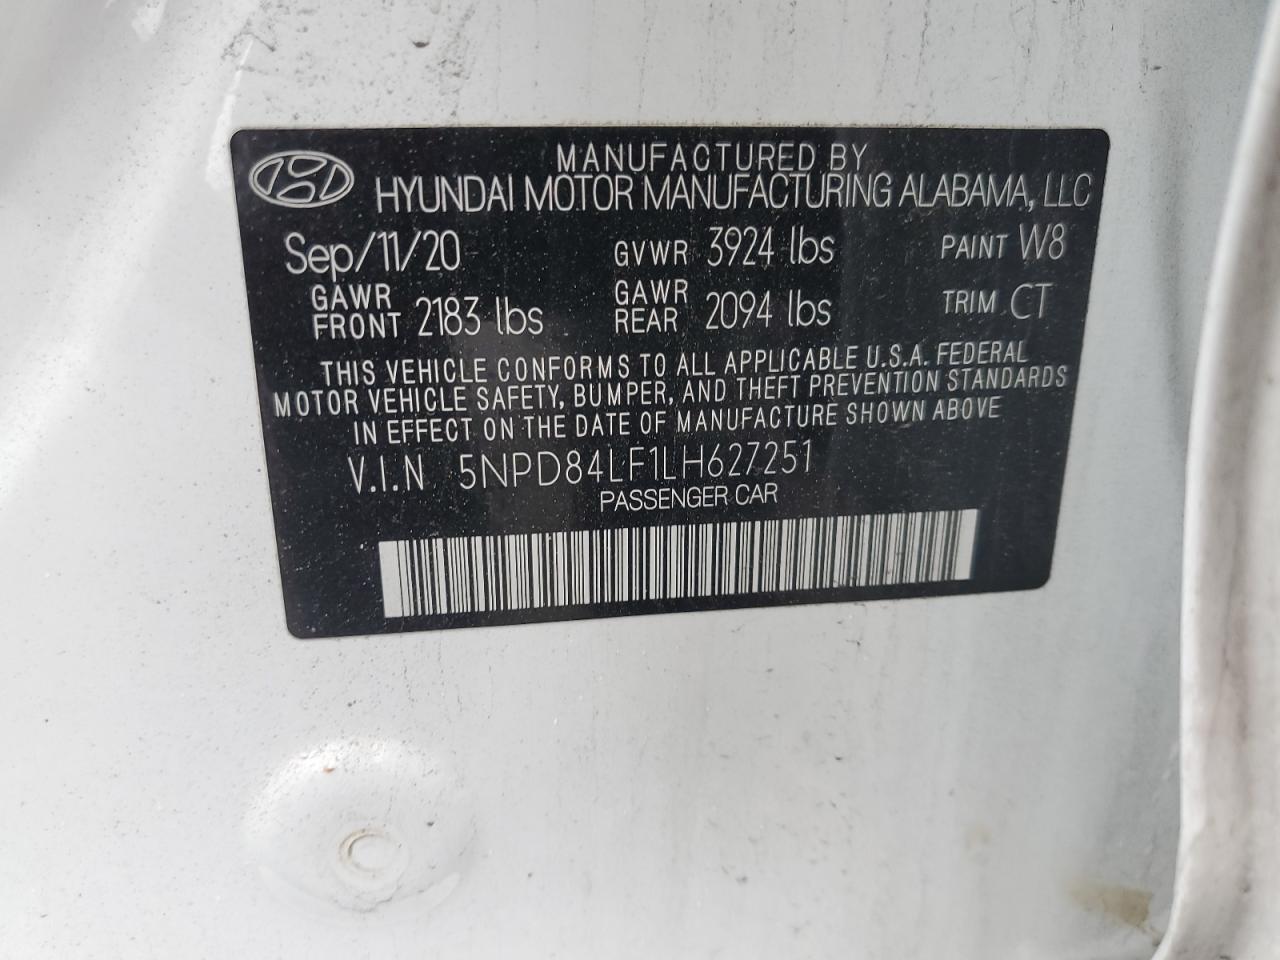 MANUFACTURED BY
HYUNDAI MOTOR MANUFACTURING ALABAMA, LLC
Sep/11/20 GVWR 3924 lbs PAINT W8
GAWR FRONT 2183 lbs GAWR REAR 2094 lbs TRIM CT
THIS VEHICLE CONFORMS TO ALL APPLICABLE U.S.A. FEDERAL
MOTOR VEHICLE SAFETY, BUMPER, AND THEFT PREVENTION STANDARDS
IN EFFECT ON THE DATE OF MANUFACTURE SHOWN ABOVE
V.I.N 5NPD84LF1LH627251
PASSENGER CAR